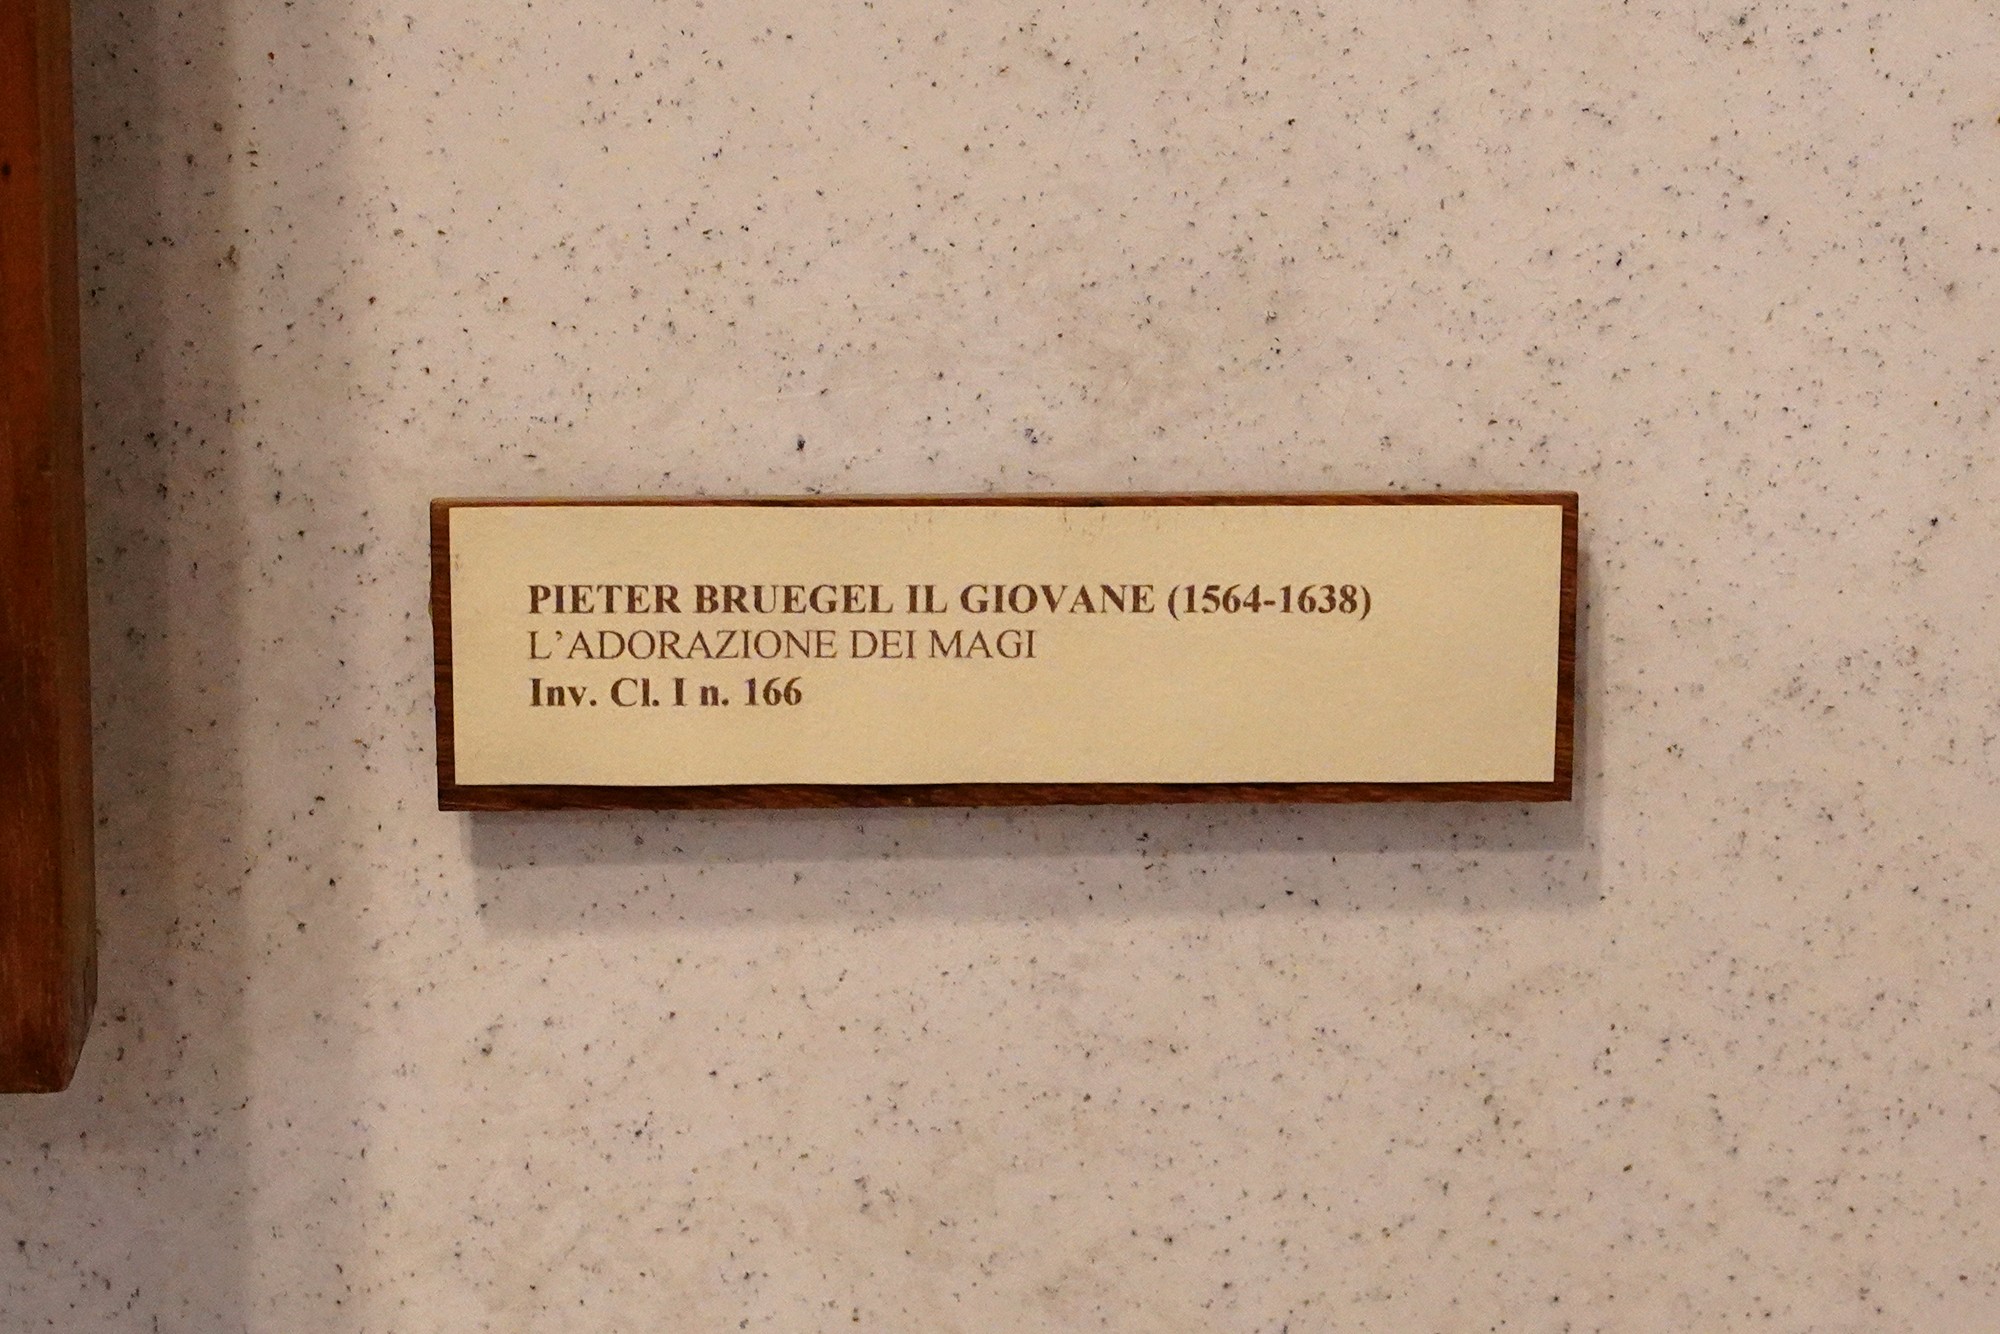 PIETER BRUEGEL IL GIOVANE (1564-1638)
L’ADORAZIONE DEI MAGI
Inv. Cl. I n. 166